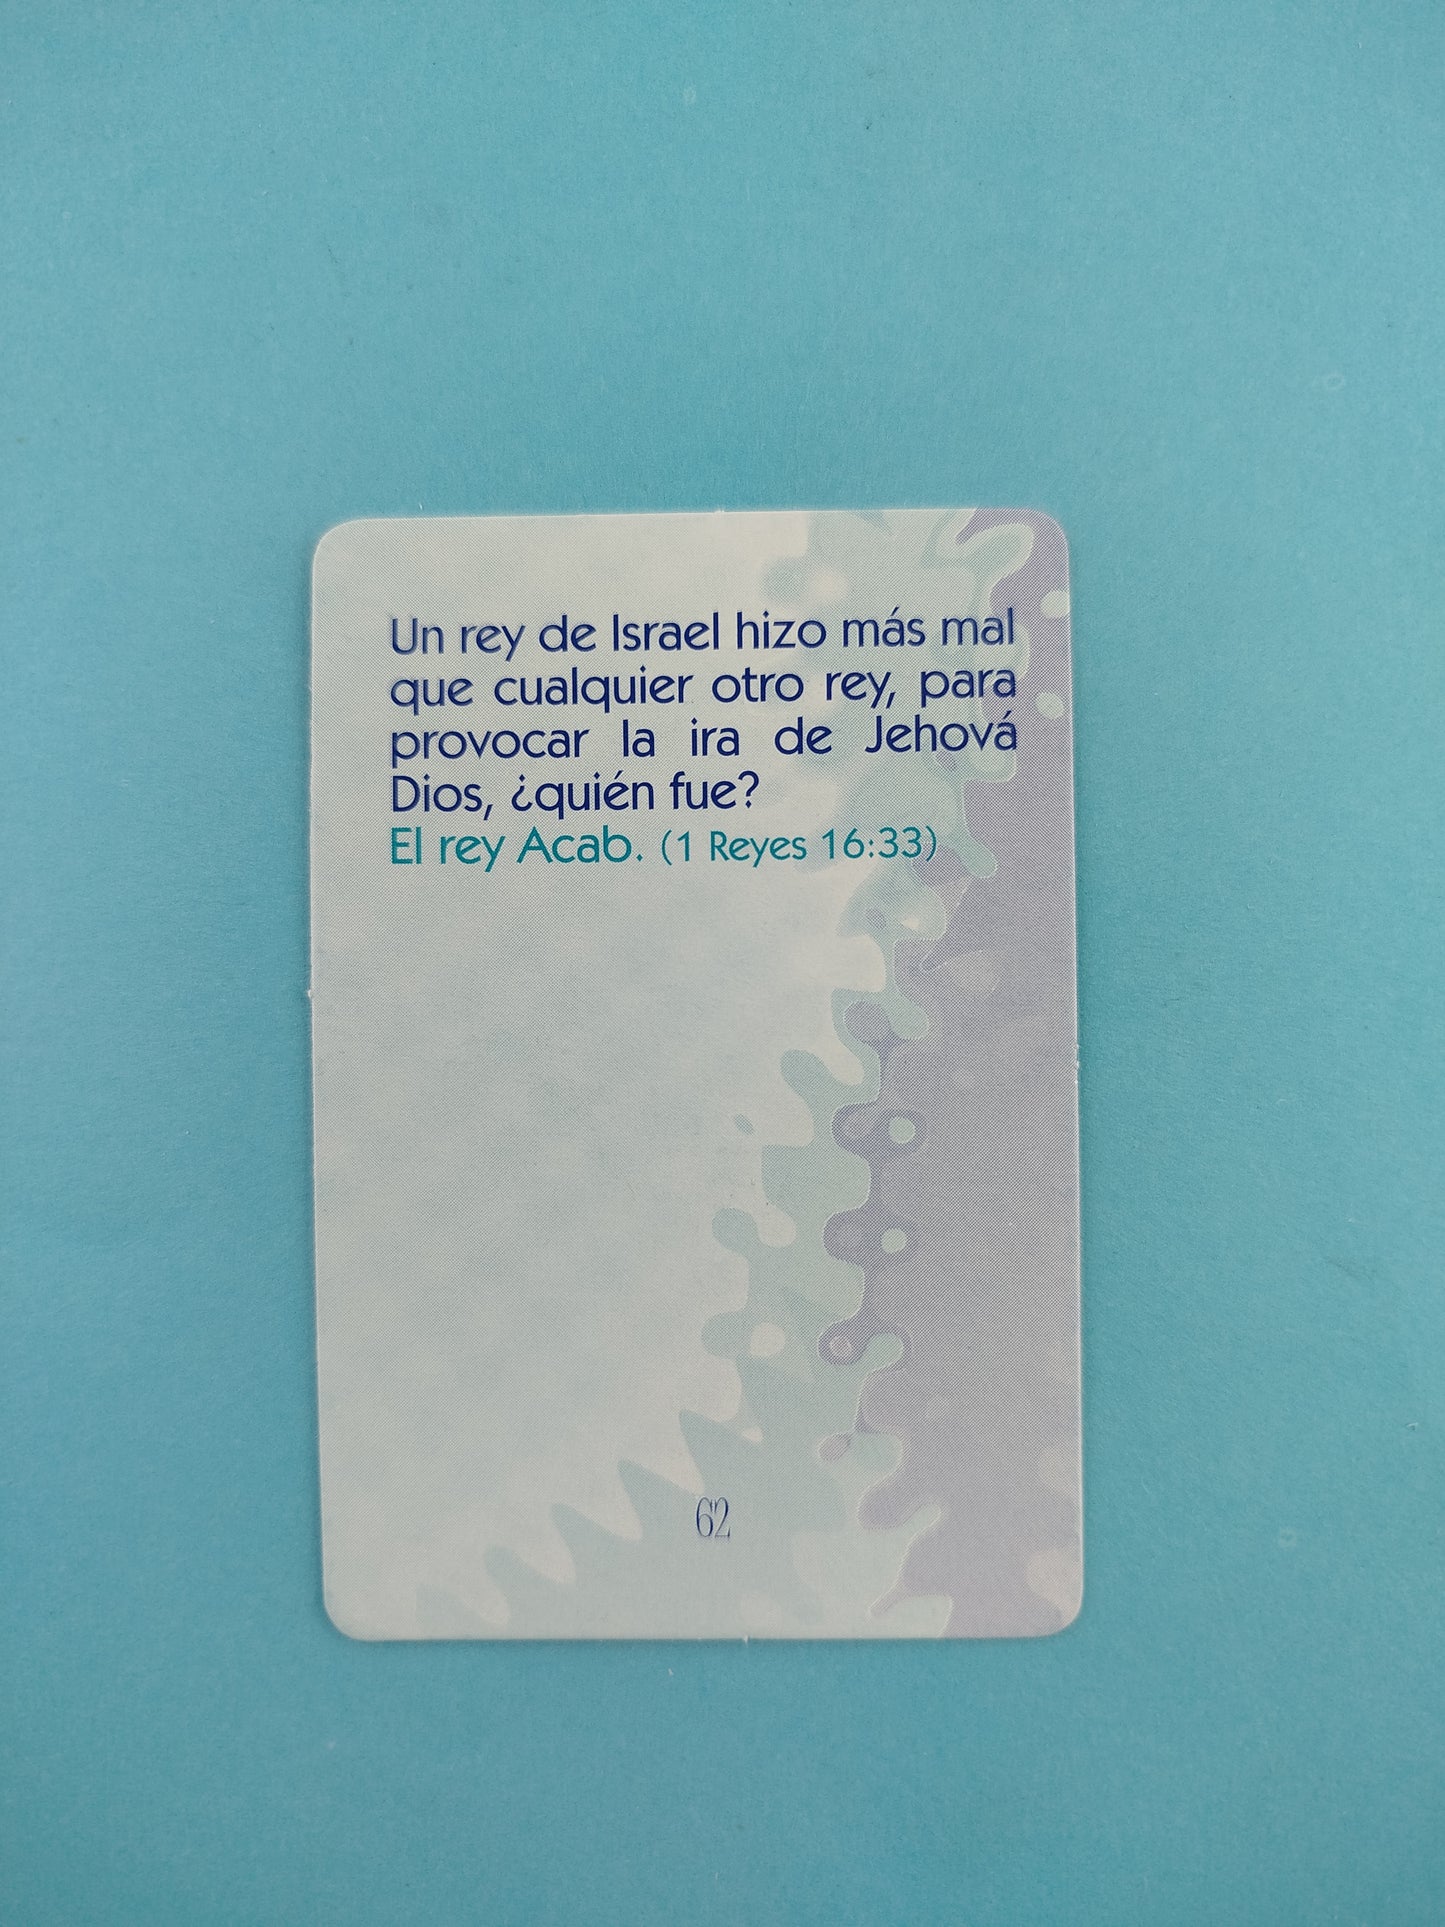 Un rey de Israel hizo más mal
que cualquier otro rey, para
provocar la ira de Jehová
Dios, ¿quién fue?
El rey Acab. (1 Reyes 16:33)
62